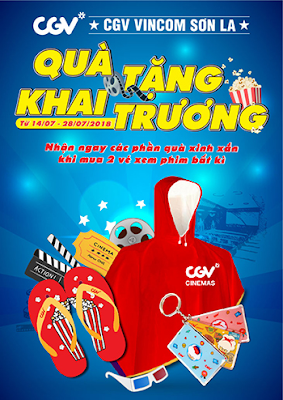 CGV* ★ CGV VINCOM SƠN LA ★
QUÀ TẶNG
KHAI TRƯƠNG
Từ 14/07 - 28/07/2018
Nhận ngay các phần quà xinh xắn
khi mua 2 vé xem phim bất kì
CINEMA
ACTION!
CGV*
CINEMAS